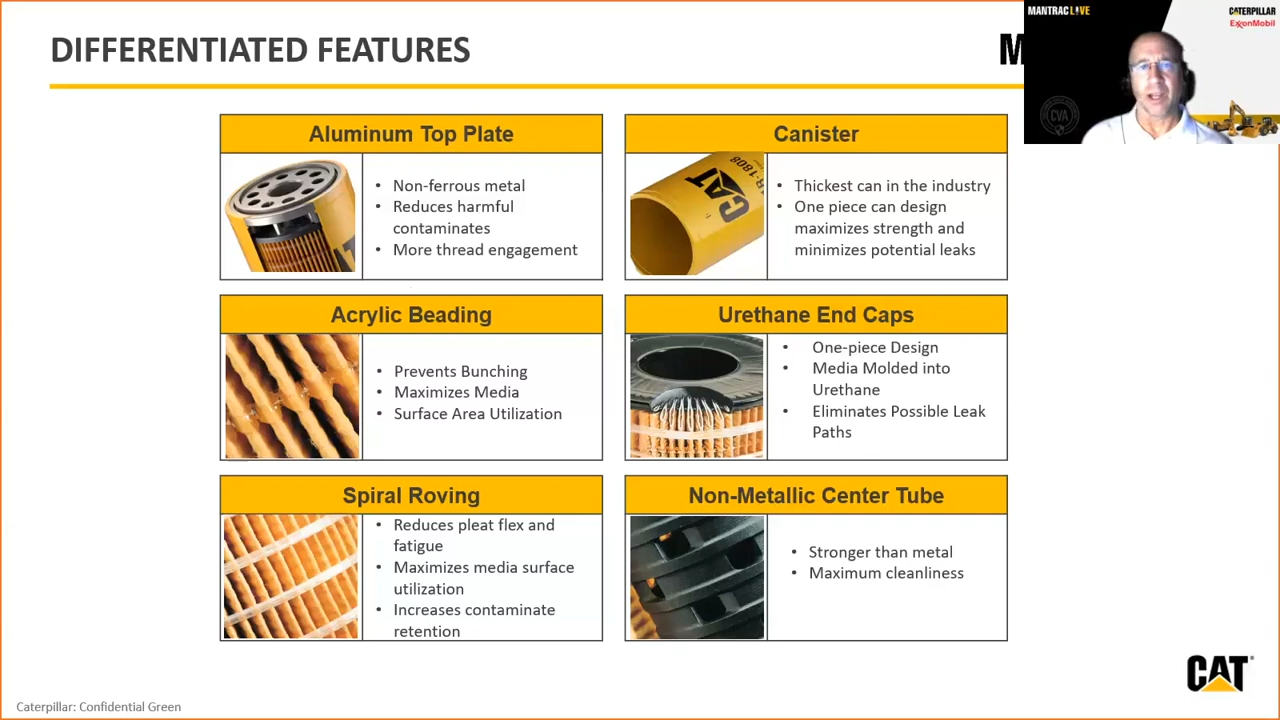 DIFFERENTIATED FEATURES
M
MANTRAC LIVE
CATERPILLAR
ExxonMobil
CVA
Aluminum Top Plate
• Non-ferrous metal
• Reduces harmful
contaminates
• More thread engagement
Canister
CAT
1R-1808
• Thickest can in the industry
• One piece can design
maximizes strength and
minimizes potential leaks
Acrylic Beading
• Prevents Bunching
• Maximizes Media
• Surface Area Utilization
Urethane End Caps
• One-piece Design
• Media Molded into
Urethane
• Eliminates Possible Leak
Paths
Spiral Roving
• Reduces pleat flex and
fatigue
• Maximizes media surface
utilization
• Increases contaminate
retention
Non-Metallic Center Tube
• Stronger than metal
• Maximum cleanliness
CAT
Caterpillar: Confidential Green